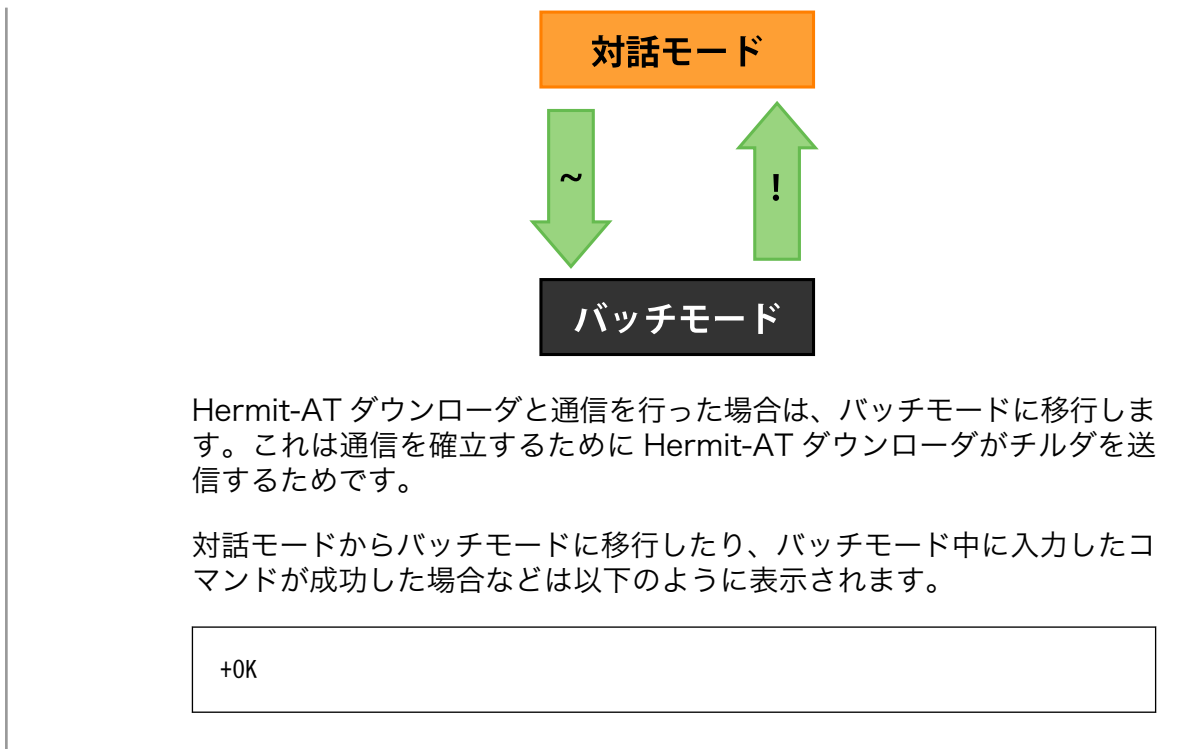 対話モード
~
!
バッチモード
Hermit-AT ダウンローダと通信を行った場合は、バッチモードに移行しま
す。これは通信を確立するために Hermit-AT ダウンローダがチルダを送
信するためです。
対話モードからバッチモードに移行したり、バッチモード中に入力したコ
マンドが成功した場合などは以下のように表示されます。
+OK